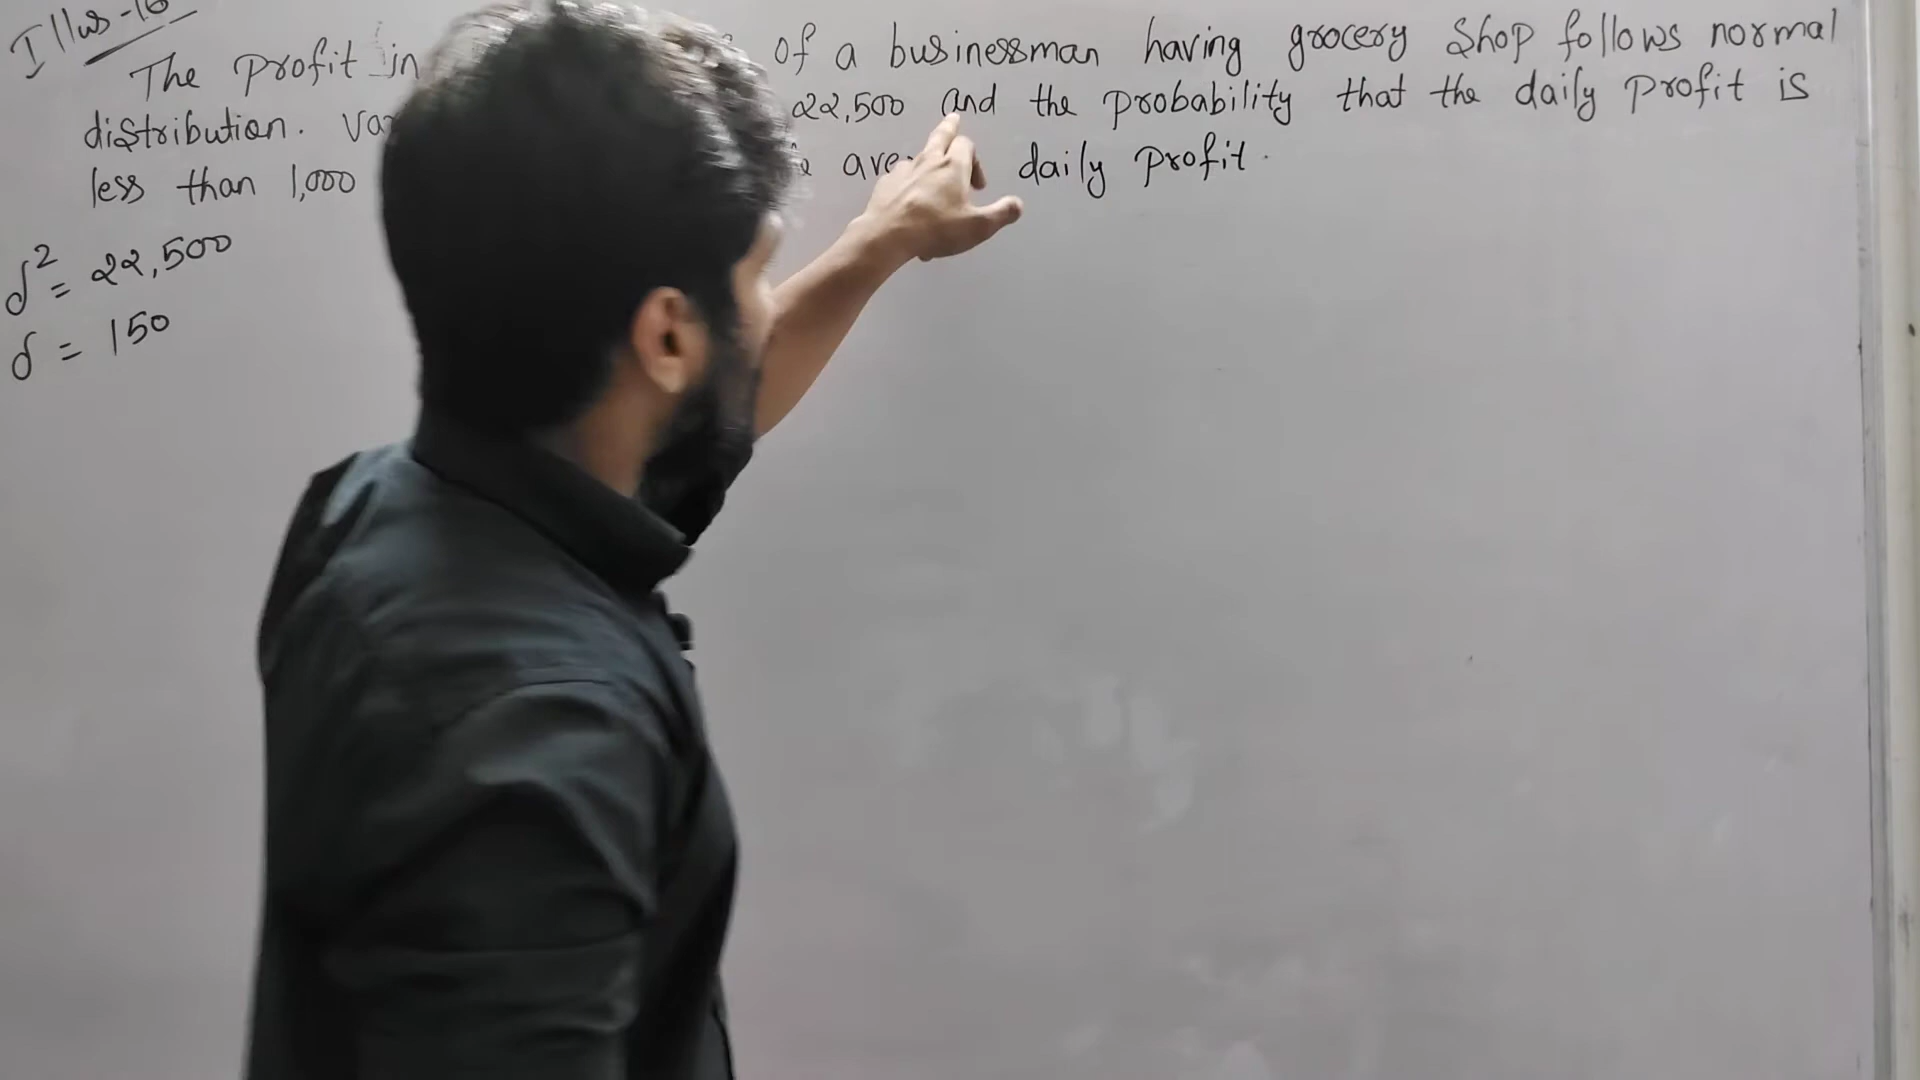 Illus-16
The Profit in of a businessman having grocery Shop follows normal
distribution. 22,500 and the probability that the daily profit is
less than 1,000 daily profit.
σ² = 22,500
σ = 150